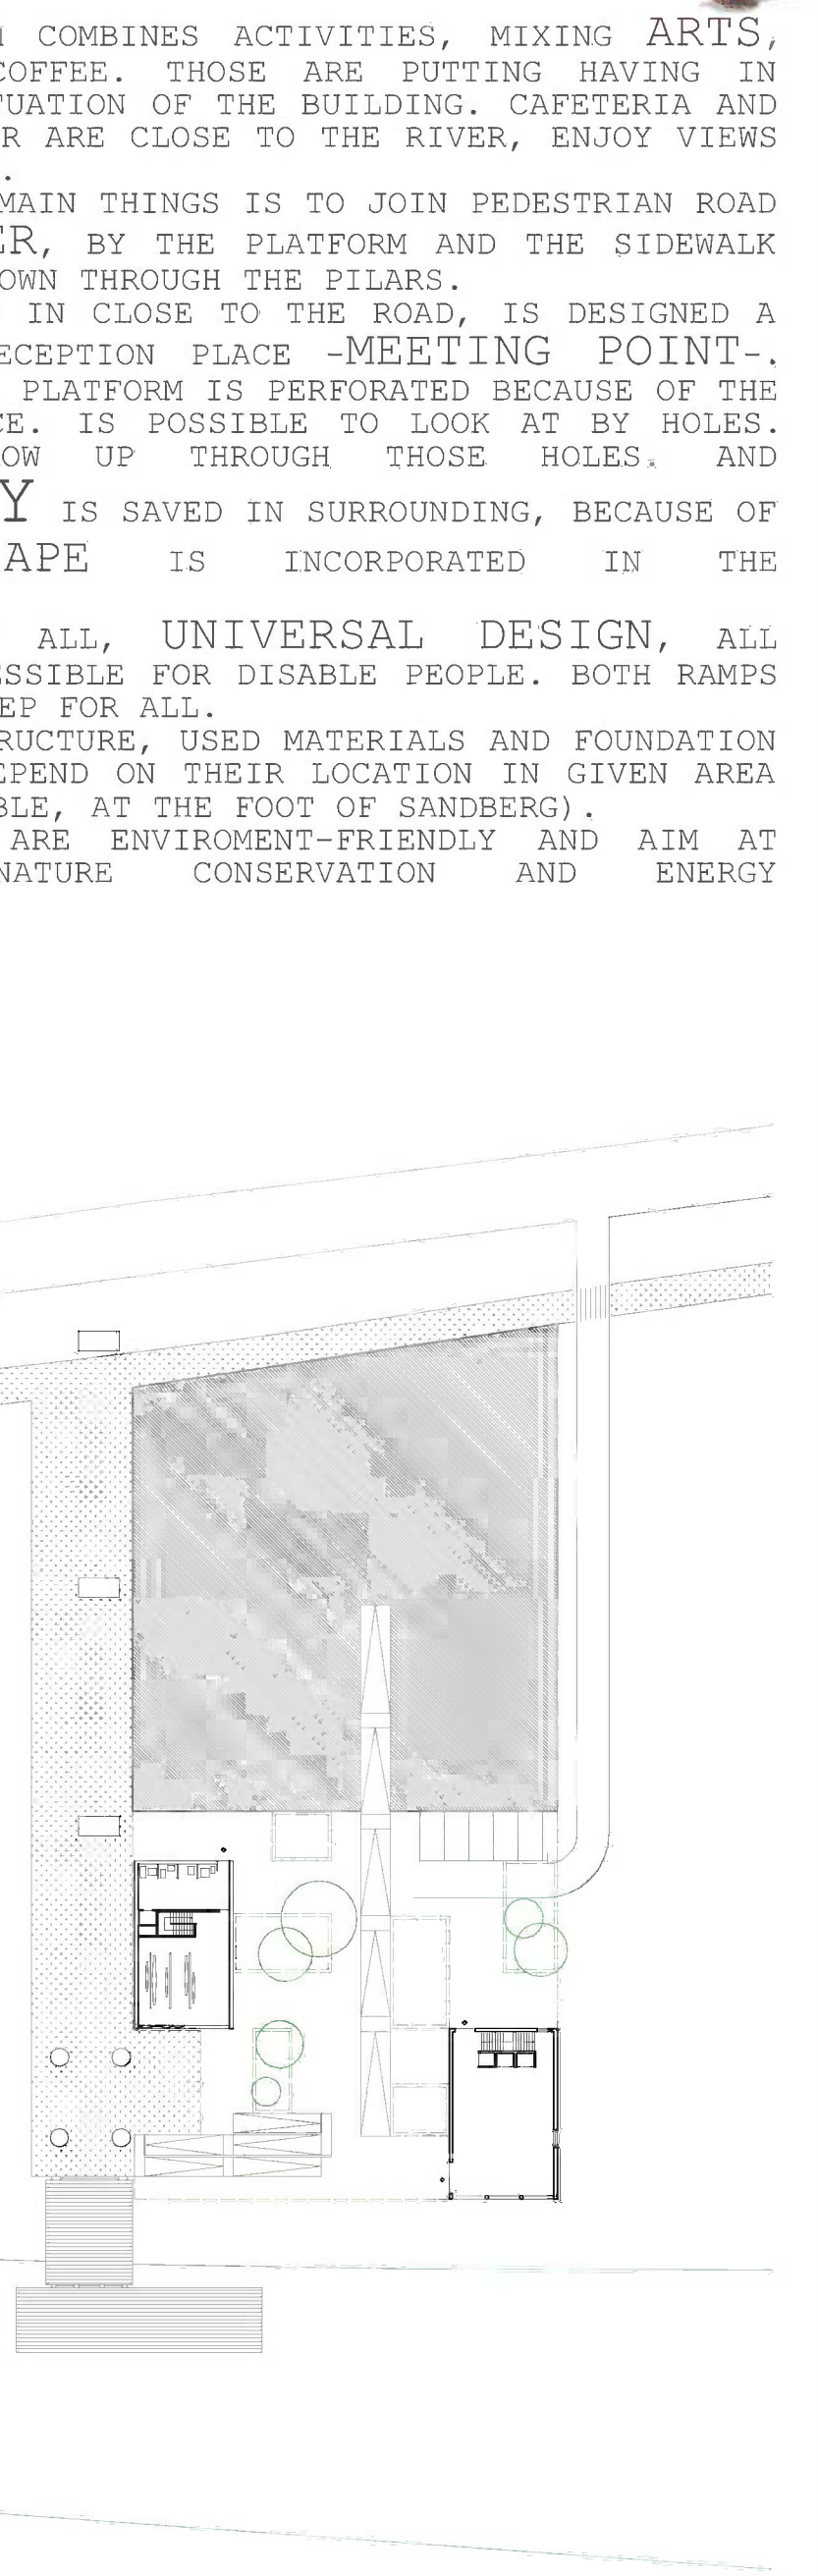 COMBINES ACTIVITIES, MIXING ARTS,
COFFEE. THOSE ARE PUTTING HAVING IN
TUATION OF THE BUILDING. CAFETERIA AND
R ARE CLOSE TO THE RIVER, ENJOY VIEWS
.
MAIN THINGS IS TO JOIN PEDESTRIAN ROAD
ER, BY THE PLATFORM AND THE SIDEWALK
OWN THROUGH THE PILARS.
IN CLOSE TO THE ROAD, IS DESIGNED A
ECEPTION PLACE -MEETING POINT-.
PLATFORM IS PERFORATED BECAUSE OF THE
CE. IS POSSIBLE TO LOOK AT BY HOLES.
OW UP THROUGH THOSE HOLES. AND
Y IS SAVED IN SURROUNDING, BECAUSE OF
APE IS INCORPORATED IN THE
ALL, UNIVERSAL DESIGN, ALL
ESSIBLE FOR DISABLE PEOPLE. BOTH RAMPS
EP FOR ALL.
RUCTURE, USED MATERIALS AND FOUNDATION
EPEND ON THEIR LOCATION IN GIVEN AREA
BLE, AT THE FOOT OF SANDBERG).
ARE ENVIROMENT-FRIENDLY AND AIM AT
NATURE CONSERVATION AND ENERGY